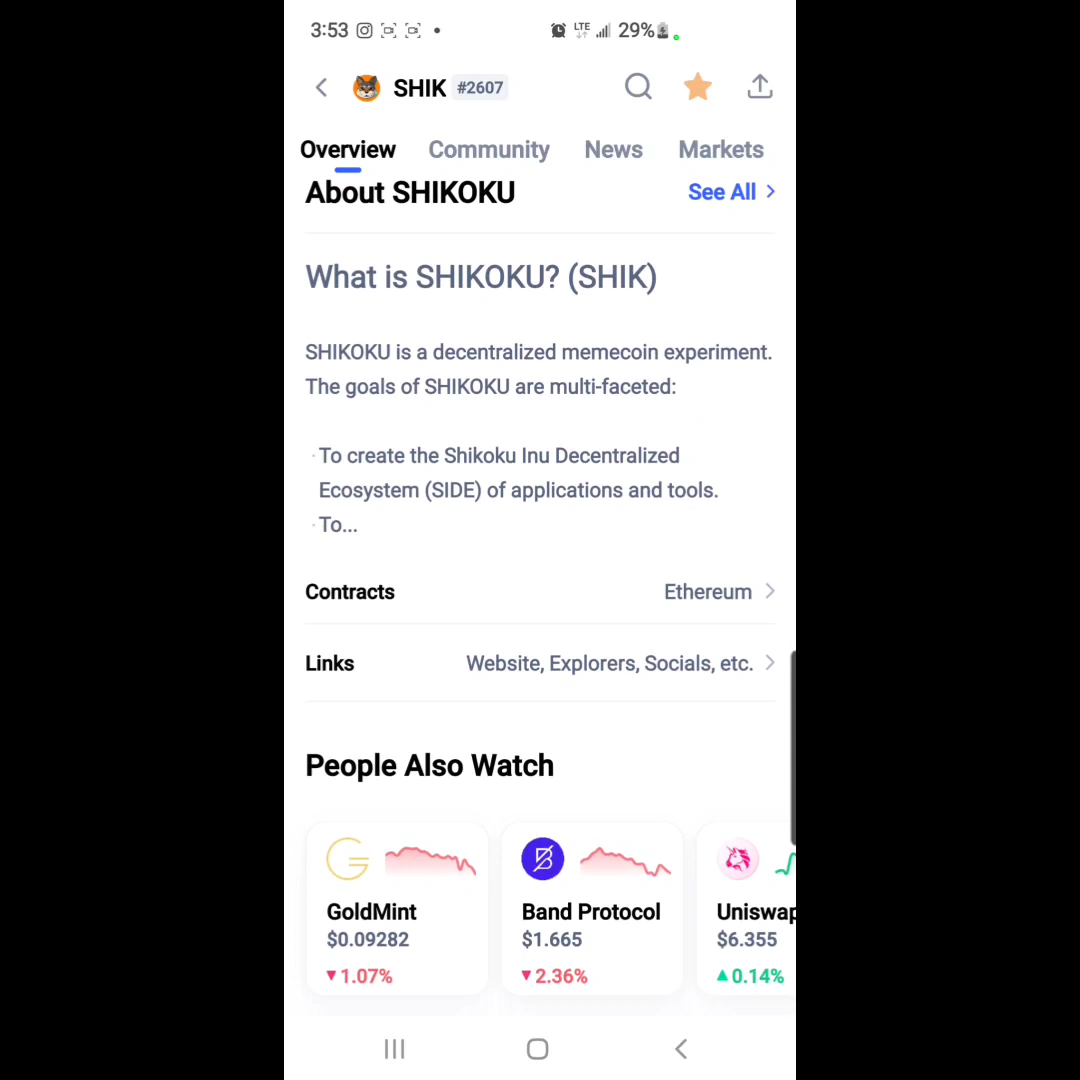 3:53 LTE 29%
SHIK #2607
Overview Community News Markets
About SHIKOKU See All
What is SHIKOKU? (SHIK)
SHIKOKU is a decentralized memecoin experiment.
The goals of SHIKOKU are multi-faceted:
· To create the Shikoku Inu Decentralized
Ecosystem (SIDE) of applications and tools.
· To...
Contracts Ethereum
Links Website, Explorers, Socials, etc.
People Also Watch
GoldMint Band Protocol Uniswap
$0.09282 $1.665 $6.355
▼1.07% ▼2.36% ▲0.14%